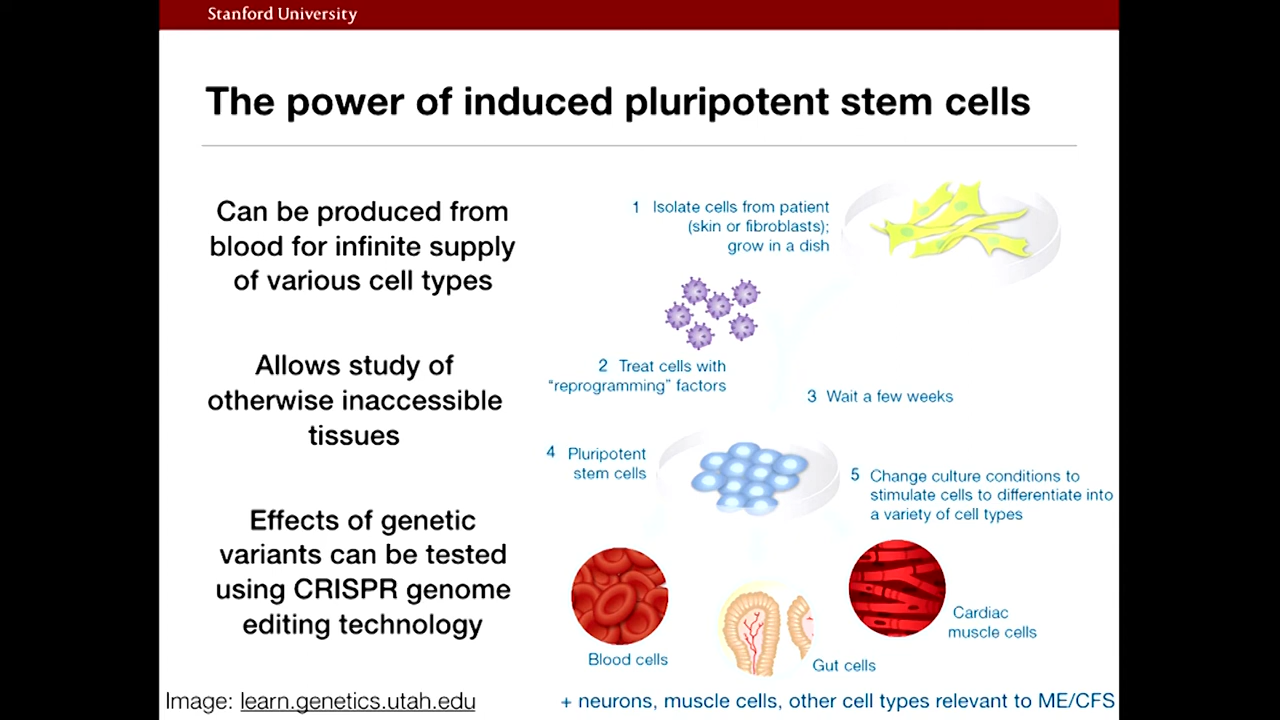 Stanford University
The power of induced pluripotent stem cells
Can be produced from
blood for infinite supply
of various cell types
Allows study of
otherwise inaccessible
tissues
Effects of genetic
variants can be tested
using CRISPR genome
editing technology
1 Isolate cells from patient
(skin or fibroblasts);
grow in a dish
2 Treat cells with
“reprogramming” factors
3 Wait a few weeks
4 Pluripotent
stem cells
5 Change culture conditions to
stimulate cells to differentiate into
a variety of cell types
Blood cells
Gut cells
Cardiac
muscle cells
Image: learn.genetics.utah.edu
+ neurons, muscle cells, other cell types relevant to ME/CFS